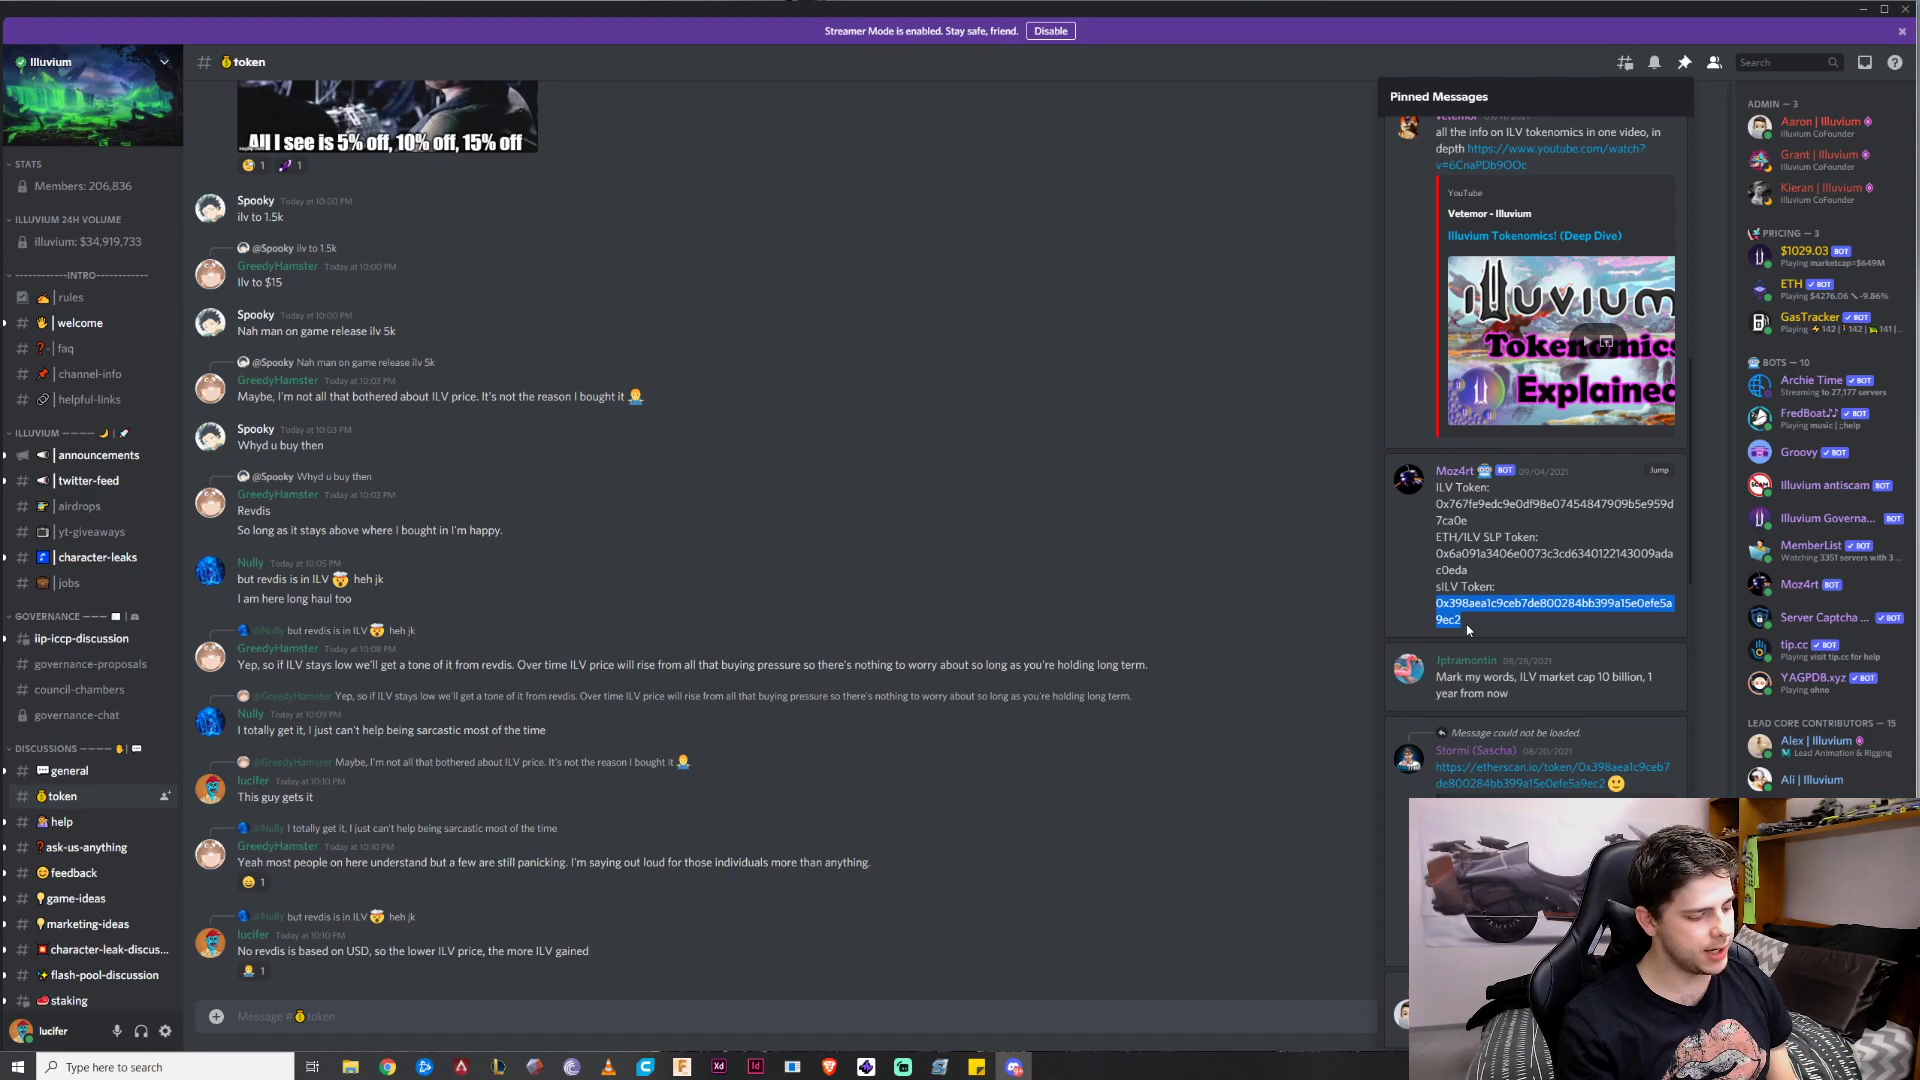 Streamer Mode is enabled. Stay safe, friend. Disable
Illuvium
STATS
Members: 206,836
ILLUVIUM 24H VOLUME
illuvium: $34,919,733
------------INTRO------------
rules
welcome
faq
channel-info
helpful-links
ILLUVIUM ————
announcements
twitter-feed
airdrops
yt-giveaways
character-leaks
jobs
GOVERNANCE ———
iip-iccp-discussion
governance-proposals
council-chambers
governance-chat
DISCUSSIONS ————
general
token
help
ask-us-anything
feedback
game-ideas
marketing-ideas
character-leak-discus...
flash-pool-discussion
staking
lucifer
Type here to search
token
All I see is 5% off, 10% off, 15% off
1 1
Spooky Today at 10:00 PM
ilv to 1.5k
@Spooky ilv to 1.5k
GreedyHamster Today at 10:00 PM
Ilv to $15
Spooky Today at 10:00 PM
Nah man on game release ilv 5k
@Spooky Nah man on game release ilv 5k
GreedyHamster Today at 10:03 PM
Maybe, I'm not all that bothered about ILV price. It's not the reason I bought it
Spooky Today at 10:03 PM
Whyd u buy then
@Spooky Whyd u buy then
GreedyHamster Today at 10:03 PM
Revdis
So long as it stays above where I bought in I'm happy.
Nully Today at 10:05 PM
but revdis is in ILV 🤯 heh jk
I am here long haul too
@Nully but revdis is in ILV 🤯 heh jk
GreedyHamster Today at 10:08 PM
Yep, so if ILV stays low we'll get a tone of it from revdis. Over time ILV price will rise from all that buying pressure so there's nothing to worry about so long as you're holding long term.
@GreedyHamster Yep, so if ILV stays low we'll get a tone of it from revdis. Over time ILV price will rise from all that buying pressure so there's nothing to worry about so long as you're holding long term.
Nully Today at 10:09 PM
I totally get it, I just can't help being sarcastic most of the time
@GreedyHamster Maybe, I'm not all that bothered about ILV price. It's not the reason I bought it
lucifer Today at 10:10 PM
This guy gets it
@Nully I totally get it, I just can't help being sarcastic most of the time
GreedyHamster Today at 10:10 PM
Yeah most people on here understand but a few are still panicking. I'm saying out loud for those individuals more than anything.
1
@Nully but revdis is in ILV 🤯 heh jk
lucifer Today at 10:10 PM
No revdis is based on USD, so the lower ILV price, the more ILV gained
1
Message # token
Search
Pinned Messages
Vetemor
all the info on ILV tokenomics in one video, in
depth https://www.youtube.com/watch?
v=6CnaPDb9OOc
YouTube
Vetemor - Illuvium
Illuvium Tokenomics! (Deep Dive)
Illuvium
Tokenomics
Explained
Moz4rt BOT 09/04/2021 Jump
ILV Token:
0x767fe9edc9e0df98e07454847909b5e959d
7ca0e
ETH/ILV SLP Token:
0x6a091a3406e0073c3cd6340122143009ada
c0eda
sILV Token:
0x398aea1c9ceb7de800284bb399a15e0efe5a
9ec2
Jptramontin 08/28/2021
Mark my words, ILV market cap 10 billion, 1
year from now
Message could not be loaded.
Stormi (Sascha) 08/20/2021
https://etherscan.io/token/0x398aea1c9ceb7
de800284bb399a15e0efe5a9ec2 🙂
ADMIN — 3
Aaron | Illuvium
Illuvium CoFounder
Grant | Illuvium
Illuvium CoFounder
Kieran | Illuvium
Illuvium CoFounder
PRICING — 3
$1029.03 BOT
Playing marketcap=$649M
ETH BOT
Playing $4276.06 -9.86%
GasTracker BOT
Playing 142 | 142 | 141 |...
BOTS — 10
Archie Time BOT
Streaming to 27,177 servers
FredBoat BOT
Playing music | ;;help
Groovy BOT
Illuvium antiscam BOT
Illuvium Governa... BOT
MemberList BOT
Watching 3351 servers with 3 ...
Moz4rt BOT
Server Captcha ... BOT
tip.cc BOT
Playing visit tip.cc for help
YAGPDB.xyz BOT
Playing ohno
LEAD CORE CONTRIBUTORS — 15
Alex | Illuvium
Lead Animation & Rigging
Ali | Illuvium